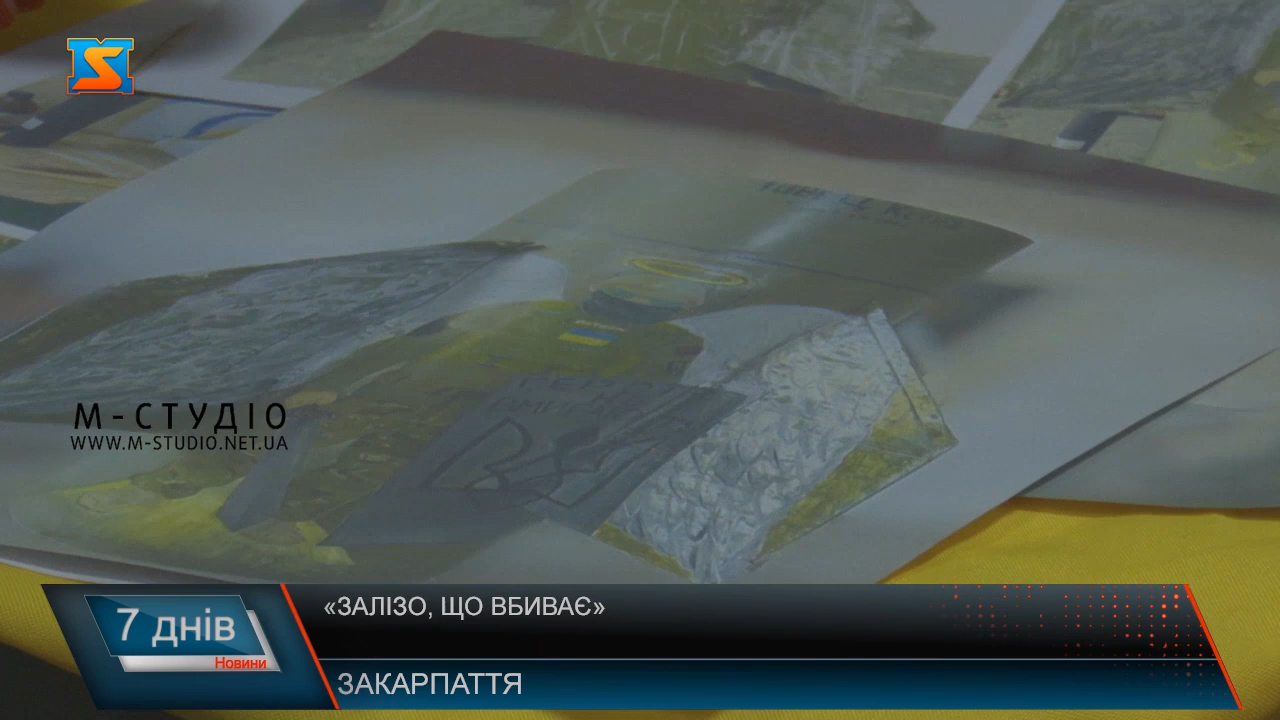 М-СТУДІО
WWW.M-STUDIO.NET.UA
«ЗАЛІЗО, ЩО ВБИВАЄ»
7 днів
Новини
ЗАКАРПАТТЯ